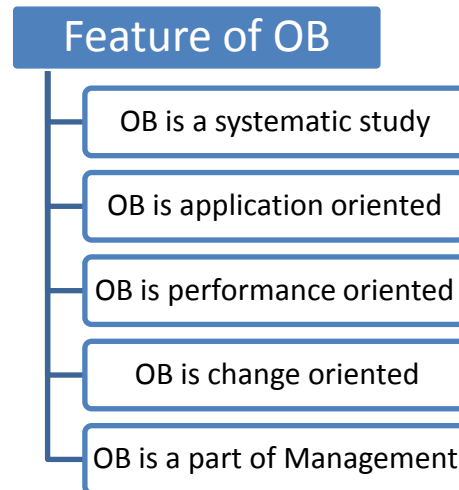 Feature of OB
OB is a systematic study
OB is application oriented
OB is performance oriented
OB is change oriented
OB is a part of Management